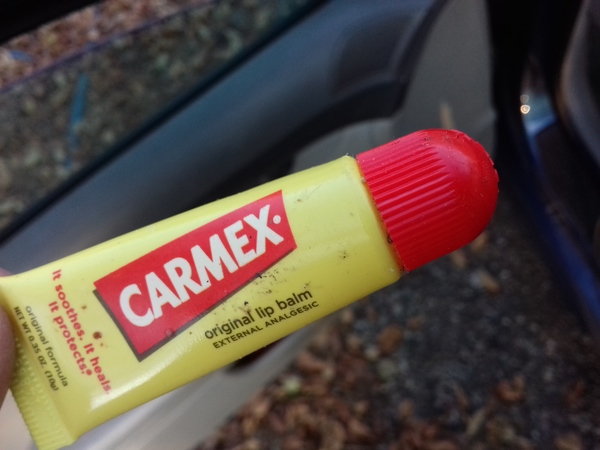 CARMEX®
original lip balm
EXTERNAL ANALGESIC
It soothes. It heals.
It protects.®
original formula
NET WT 0.35 OZ. (10g)